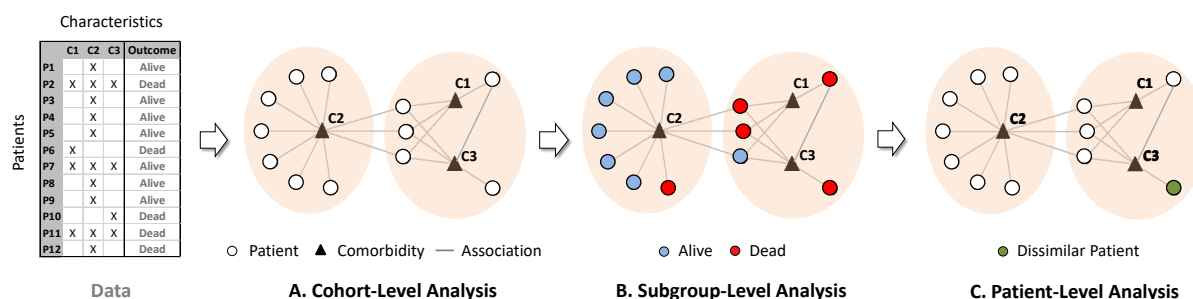 Characteristics
C1 C2 C3 Outcome
P1 X Alive
P2 X X X Dead
P3 X Alive
P4 X Alive
P5 X Alive
P6 X Dead
P7 X X X Alive
P8 X Alive
P9 X Alive
P10 X Dead
P11 X X X Dead
P12 X Dead
Patients
Data
C1
C2
C3
C1
C2
C3
C1
C2
C3
Patient Comorbidity Association
Alive Dead
Dissimilar Patient
A. Cohort-Level Analysis
B. Subgroup-Level Analysis
C. Patient-Level Analysis